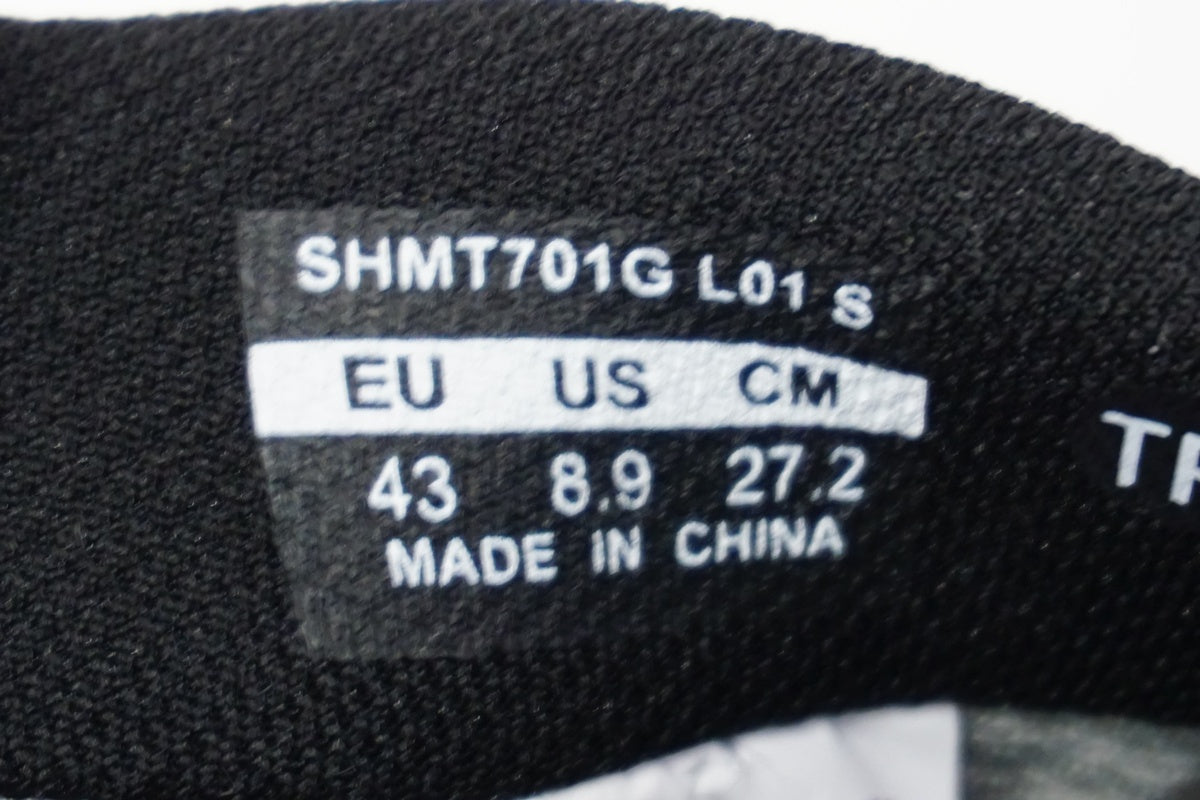 SHMT701G L01 S
EU US CM
43 8.9 27.2
MADE IN CHINA